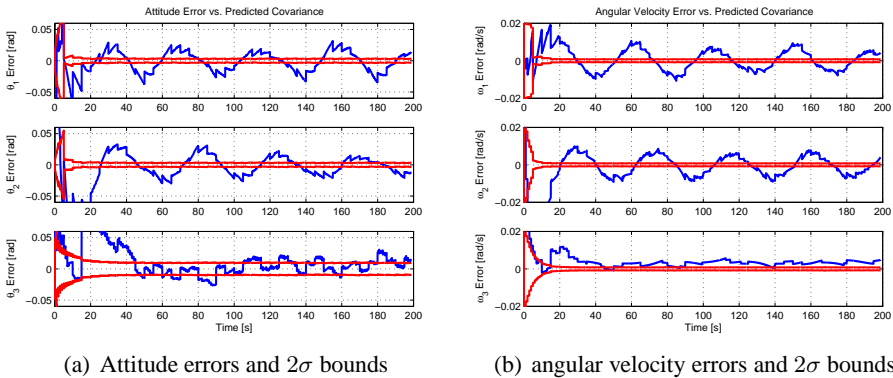 Attitude Error vs. Predicted Covariance
θ1 Error [rad]
0.05
0
−0.05
0 20 40 60 80 100 120 140 160 180 200
θ2 Error [rad]
0.05
0
−0.05
0 20 40 60 80 100 120 140 160 180 200
θ3 Error [rad]
0.05
0
−0.05
0 20 40 60 80 100 120 140 160 180 200
Time [s]
(a) Attitude errors and 2σ bounds
Angular Velocity Error vs. Predicted Covariance
ω1 Error [rad/s]
0.02
0
−0.02
0 20 40 60 80 100 120 140 160 180 200
ω2 Error [rad/s]
0.02
0
−0.02
0 20 40 60 80 100 120 140 160 180 200
ω3 Error [rad/s]
0.02
0
−0.02
0 20 40 60 80 100 120 140 160 180 200
Time [s]
(b) angular velocity errors and 2σ bounds